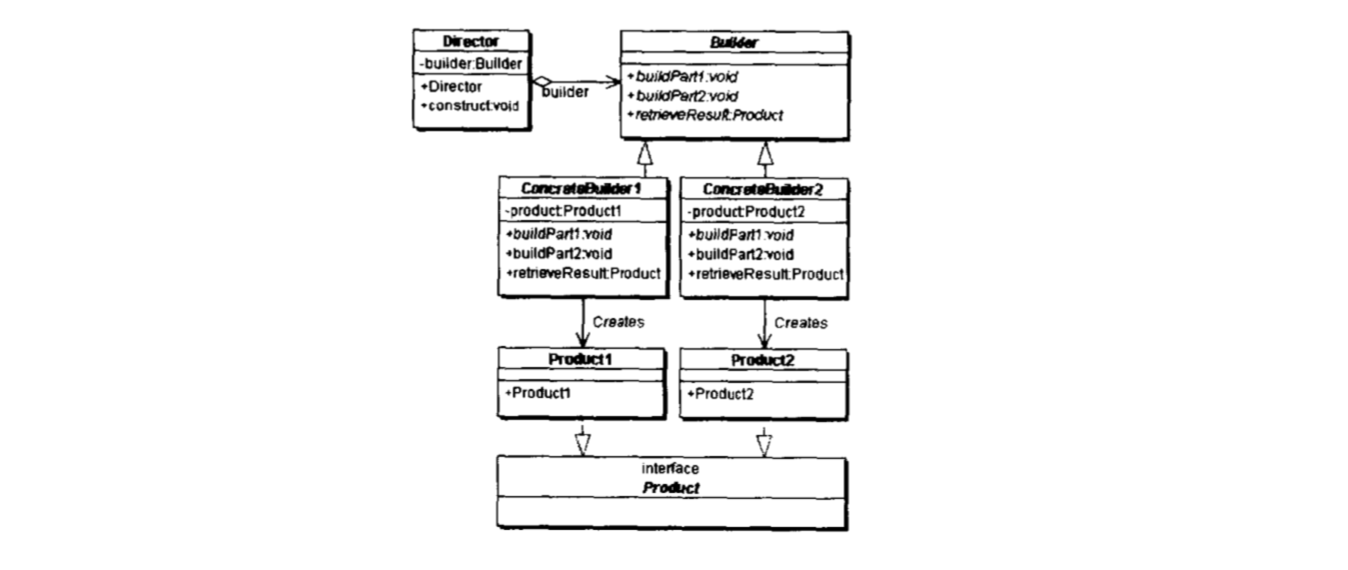 Director
-builder:Builder
+Director
+construct:void
builder
Builder
+buildPart1:void
+buildPart2:void
+retrieveResult:Product
ConcreteBuilder1
-product:Product1
+buildPart1:void
+buildPart2:void
+retrieveResult:Product
ConcreteBuilder2
-product:Product2
+buildPart1:void
+buildPart2:void
+retrieveResult:Product
Creates
Creates
Product1
+Product1
Product2
+Product2
interface
Product